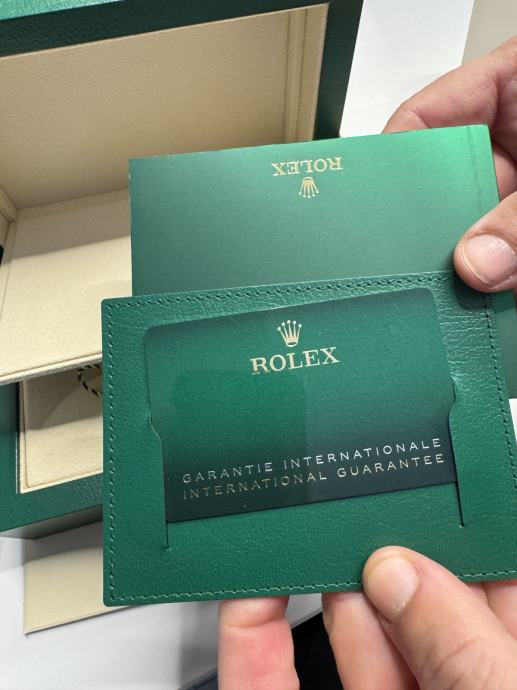 ROLEX
ROLEX
GARANTIE INTERNATIONALE
INTERNATIONAL GUARANTEE